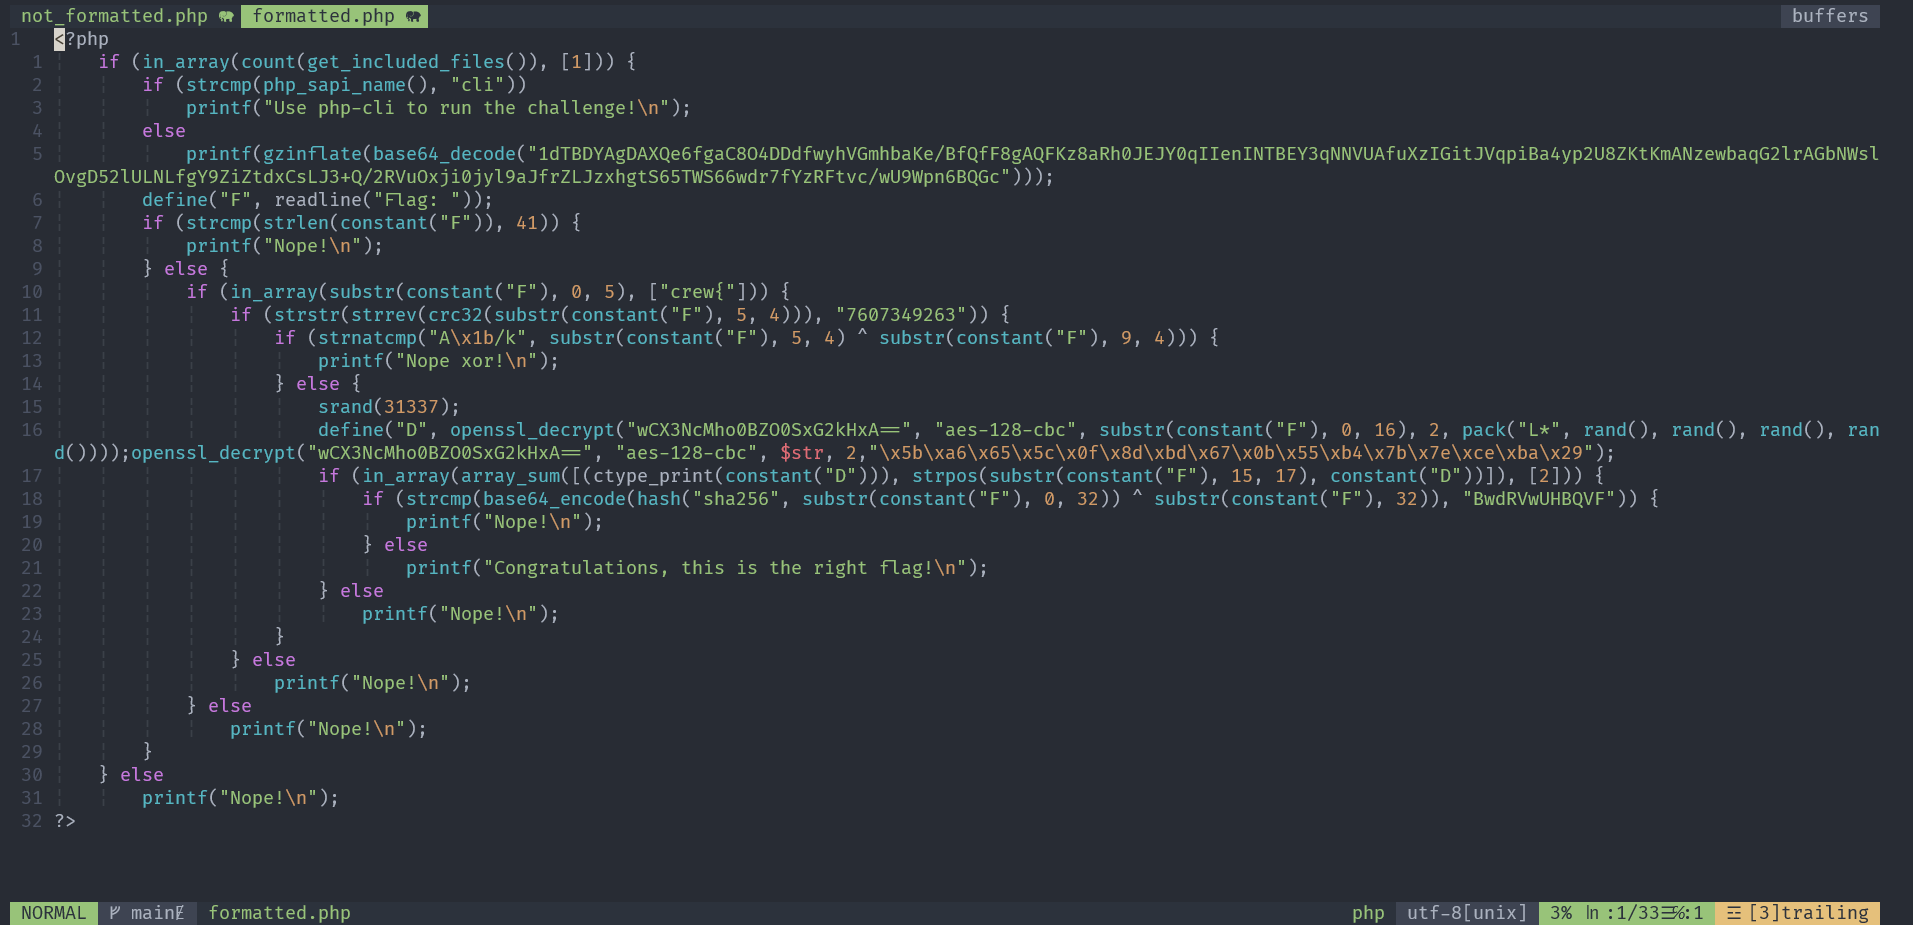 not_formatted.php formatted.php buffers
1 <?php
1 if (in_array(count(get_included_files()), [1])) {
2 if (strcmp(php_sapi_name(), "cli"))
3 printf("Use php-cli to run the challenge!\n");
4 else
5 printf(gzinflate(base64_decode("1dTBDYAgDAXQe6fgaC8O4DDdfwyhVGmhbaKe/BfQfF8gAQFKz8aRh0JEJY0qIIenINTBEY3qNNVUAfuXzIGitJVqpiBa4yp2U8ZKtKmANzewbaqG2lrAGbNWsl
OvgD52lULNLfgY9ZiZtdxCsLJ3+Q/2RVuOxji0jyl9aJfrZLJzxhgtS65TWS66wdr7fYzRFtvc/wU9Wpn6BQGc")));
6 define("F", readline("Flag: "));
7 if (strcmp(strlen(constant("F")), 41)) {
8 printf("Nope!\n");
9 } else {
10 if (in_array(substr(constant("F"), 0, 5), ["crew{"])) {
11 if (strstr(strrev(crc32(substr(constant("F"), 5, 4))), "7607349263")) {
12 if (strnatcmp("A\x1b/k", substr(constant("F"), 5, 4) ^ substr(constant("F"), 9, 4))) {
13 printf("Nope xor!\n");
14 } else {
15 srand(31337);
16 define("D", openssl_decrypt("wCX3NcMho0BZO0SxG2kHxA==", "aes-128-cbc", substr(constant("F"), 0, 16), 2, pack("L*", rand(), rand(), rand(), ran
d())));openssl_decrypt("wCX3NcMho0BZO0SxG2kHxA==", "aes-128-cbc", $str, 2,"\x5b\xa6\x65\x5c\x0f\x8d\xbd\x67\x0b\x55\xb4\x7b\x7e\xce\xba\x29");
17 if (in_array(array_sum([(ctype_print(constant("D"))), strpos(substr(constant("F"), 15, 17), constant("D"))]), [2])) {
18 if (strcmp(base64_encode(hash("sha256", substr(constant("F"), 0, 32)) ^ substr(constant("F"), 32)), "BwdRVwUHBQVF")) {
19 printf("Nope!\n");
20 } else
21 printf("Congratulations, this is the right flag!\n");
22 } else
23 printf("Nope!\n");
24 }
25 } else
26 printf("Nope!\n");
27 } else
28 printf("Nope!\n");
29 }
30 } else
31 printf("Nope!\n");
32 ?>
NORMAL main formatted.php php utf-8[unix] 3% :1/33 :1 [3]trailing